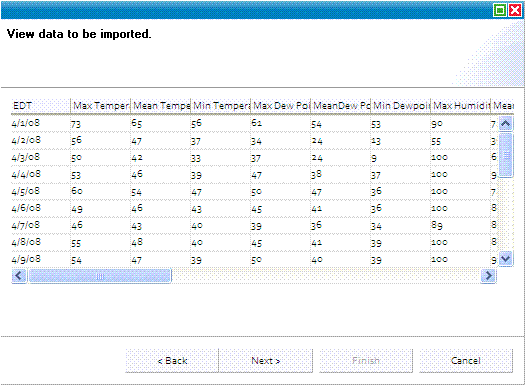 View data to be imported.
EDT Max Temper Mean Tempe Min Tempera Max Dew Poi MeanDew Po Min Dewpoin Max Humidit Mean
4/1/08 73 65 56 61 54 53 90 7
4/2/08 56 47 37 34 24 13 55 3
4/3/08 50 42 33 37 24 9 100 6
4/4/08 53 46 39 47 38 37 100 9
4/5/08 60 54 47 50 47 36 100 7
4/6/08 49 46 43 45 41 36 100 8
4/7/08 46 43 40 39 36 34 89 8
4/8/08 55 48 40 45 41 39 100 8
4/9/08 54 47 39 50 40 39 100 9
< Back Next > Finish Cancel